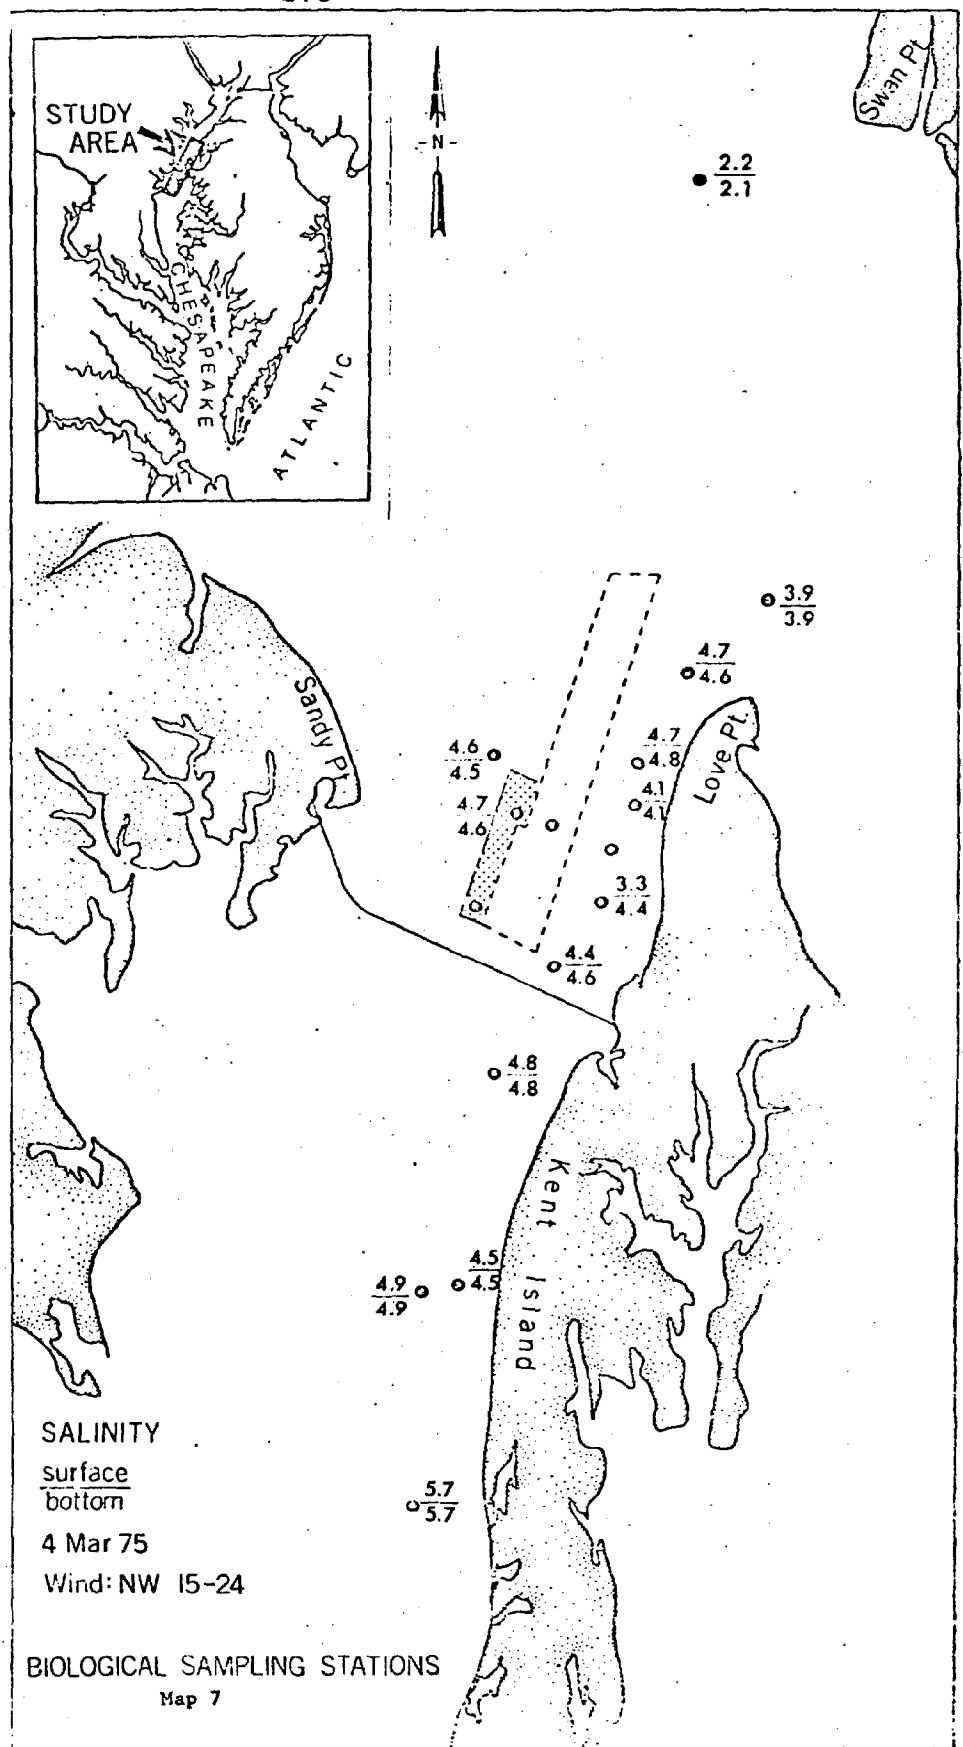 STUDY
AREA
CHESAPEAKE
ATLANTIC
-N-
Swan Pt.
2.2
2.1
3.9
3.9
4.7
4.6
Sandy Pt.
Love Pt.
4.6
4.5
4.7
4.8
4.7
4.6
4.1
4.1
3.3
4.4
4.4
4.6
4.8
4.8
Kent Island
4.5
4.5
4.9
4.9
5.7
5.7
SALINITY
surface
bottom
4 Mar 75
Wind: NW 15-24
BIOLOGICAL SAMPLING STATIONS
Map 7